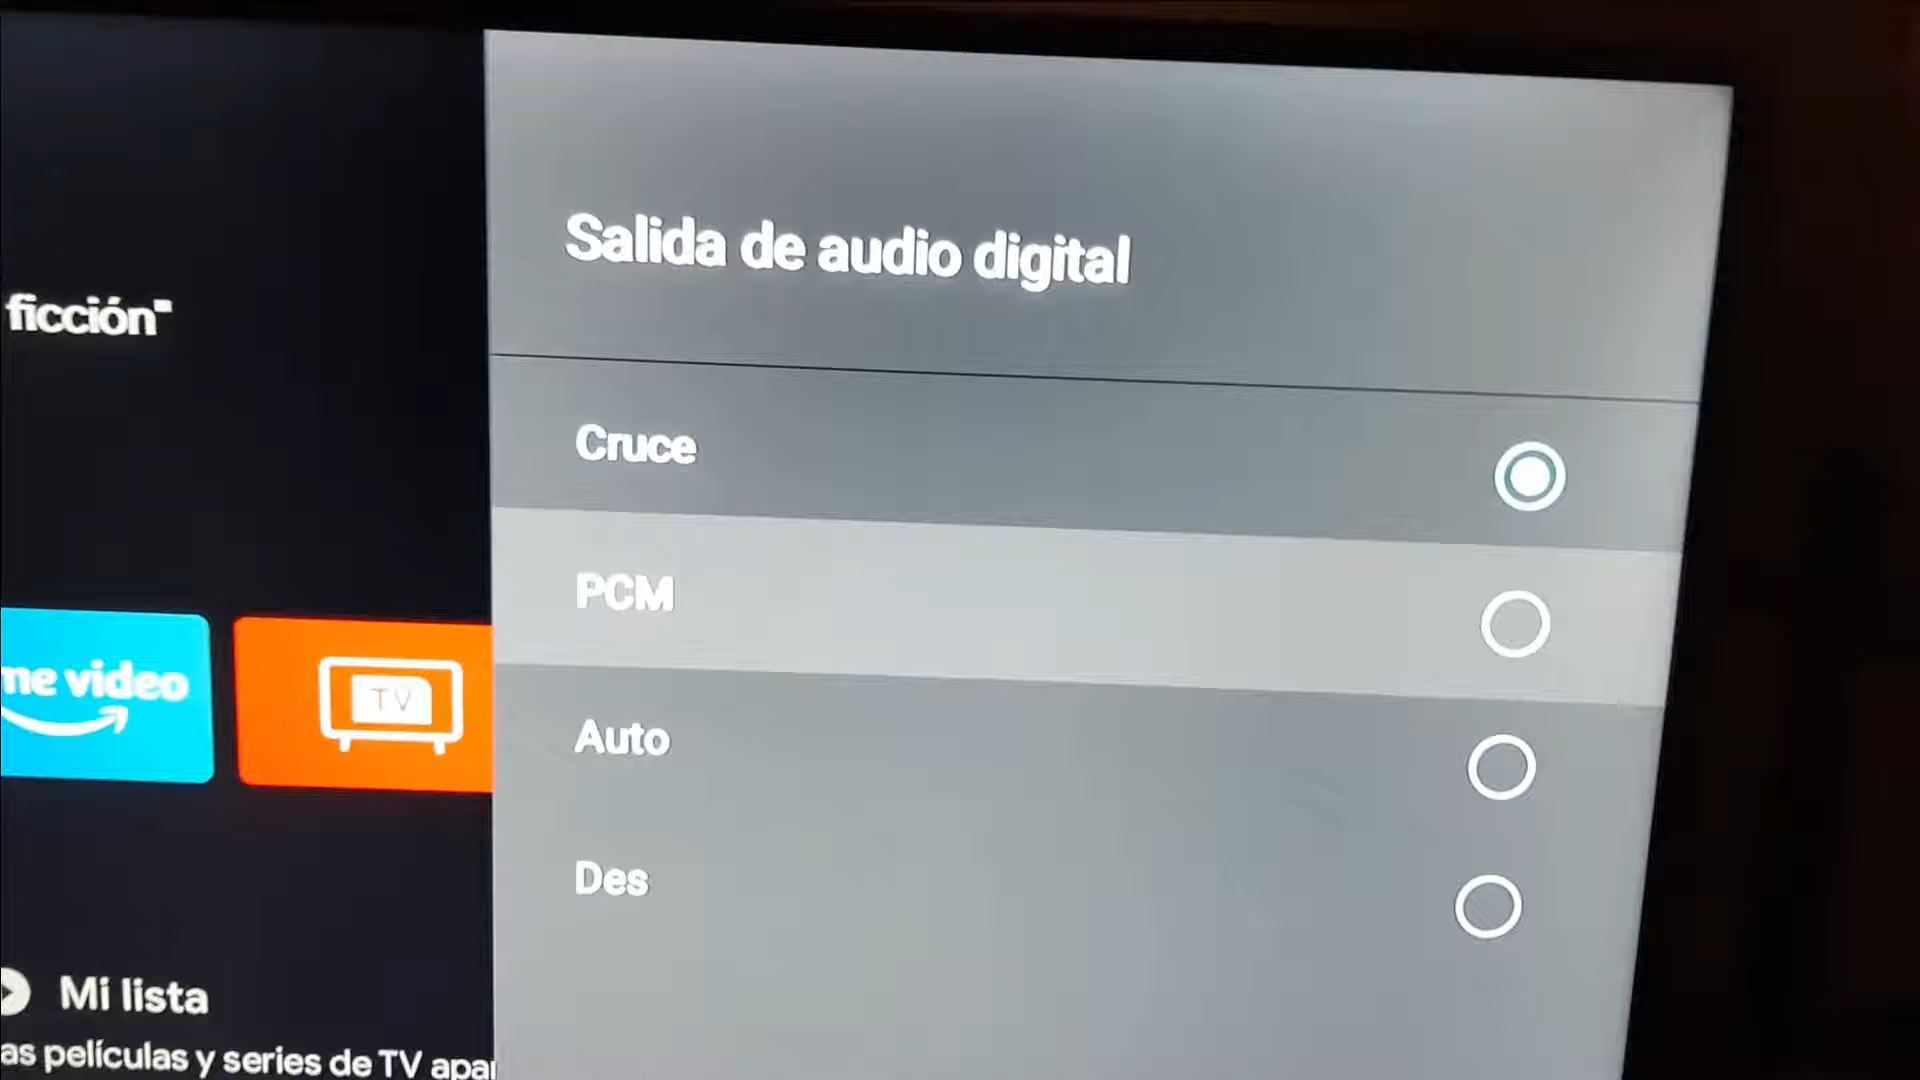 Salida de audio digital
ficción"
Cruce
PCM
Auto
Des
me video
TV
Mi lista
as películas y series de TV apar